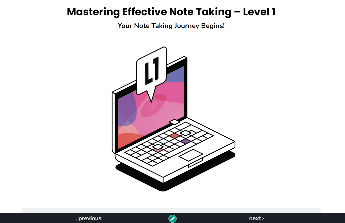 Mastering Effective Note Taking – Level 1
Your Note Taking Journey Begins!
L1
‹ previous
next ›